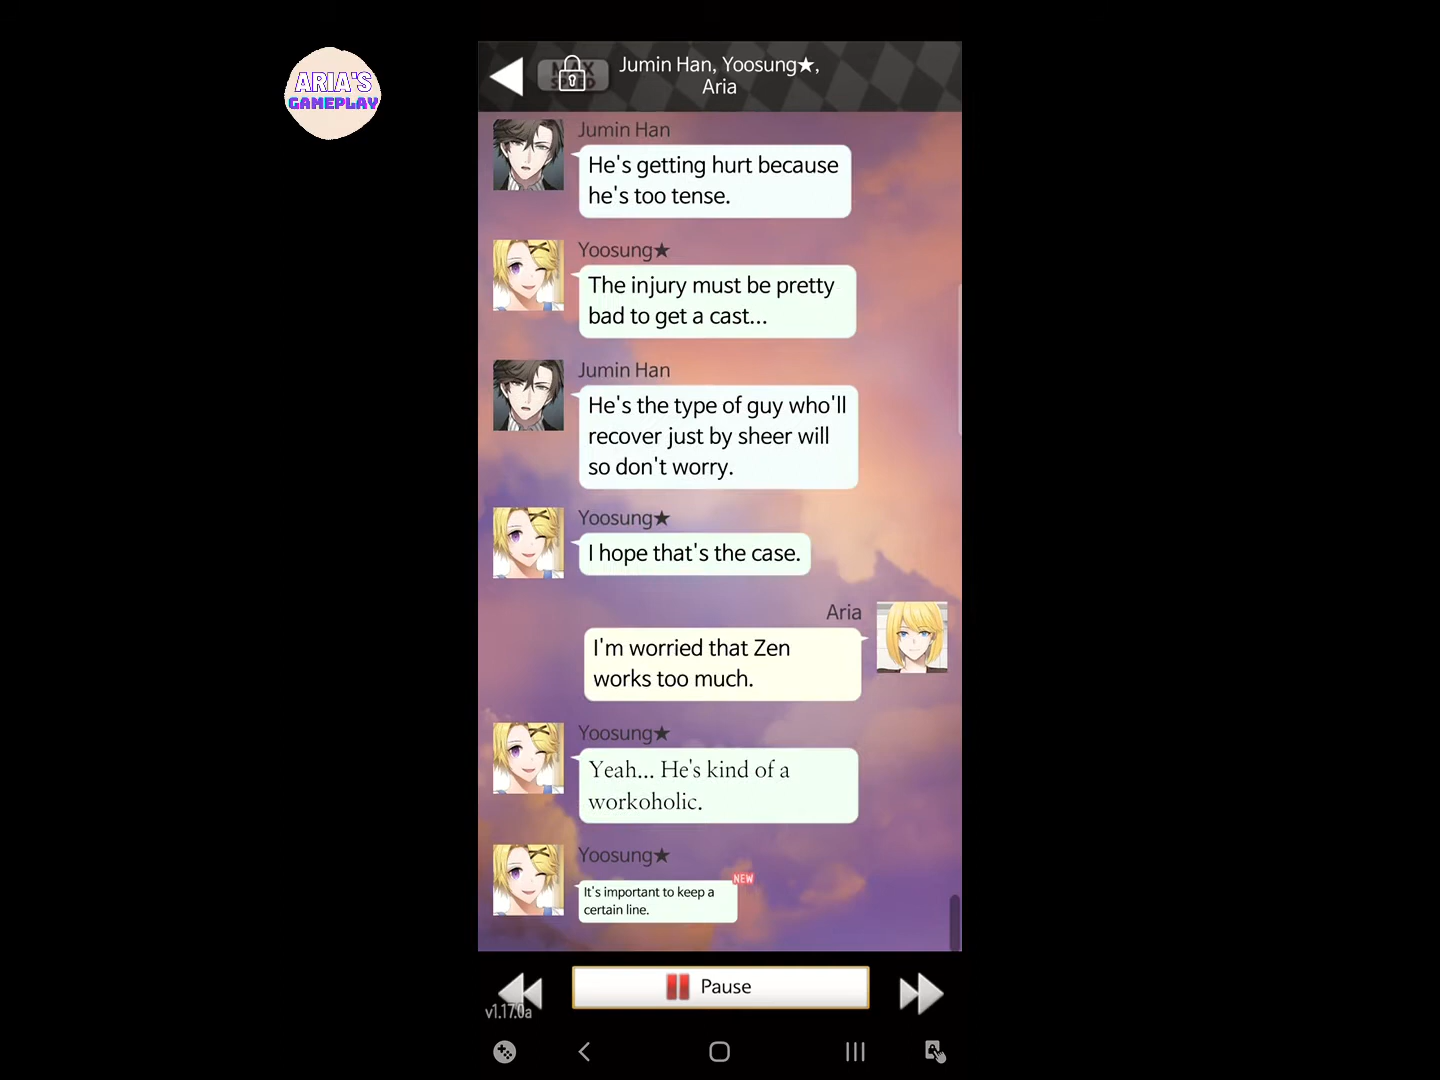 ARIA'S
GAMEPLAY
Jumin Han, Yoosung★,
Aria
Jumin Han
He's getting hurt because
he's too tense.
Yoosung★
The injury must be pretty
bad to get a cast...
Jumin Han
He's the type of guy who'll
recover just by sheer will
so don't worry.
Yoosung★
I hope that's the case.
Aria
I'm worried that Zen
works too much.
Yoosung★
Yeah... He's kind of a
workoholic.
Yoosung★
NEW
It's important to keep a
certain line.
Pause
v1.17.0a